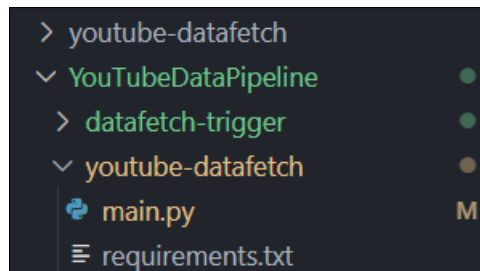 youtube-datafetch
YouTubeDataPipeline
datafetch-trigger
youtube-datafetch
main.py M
requirements.txt